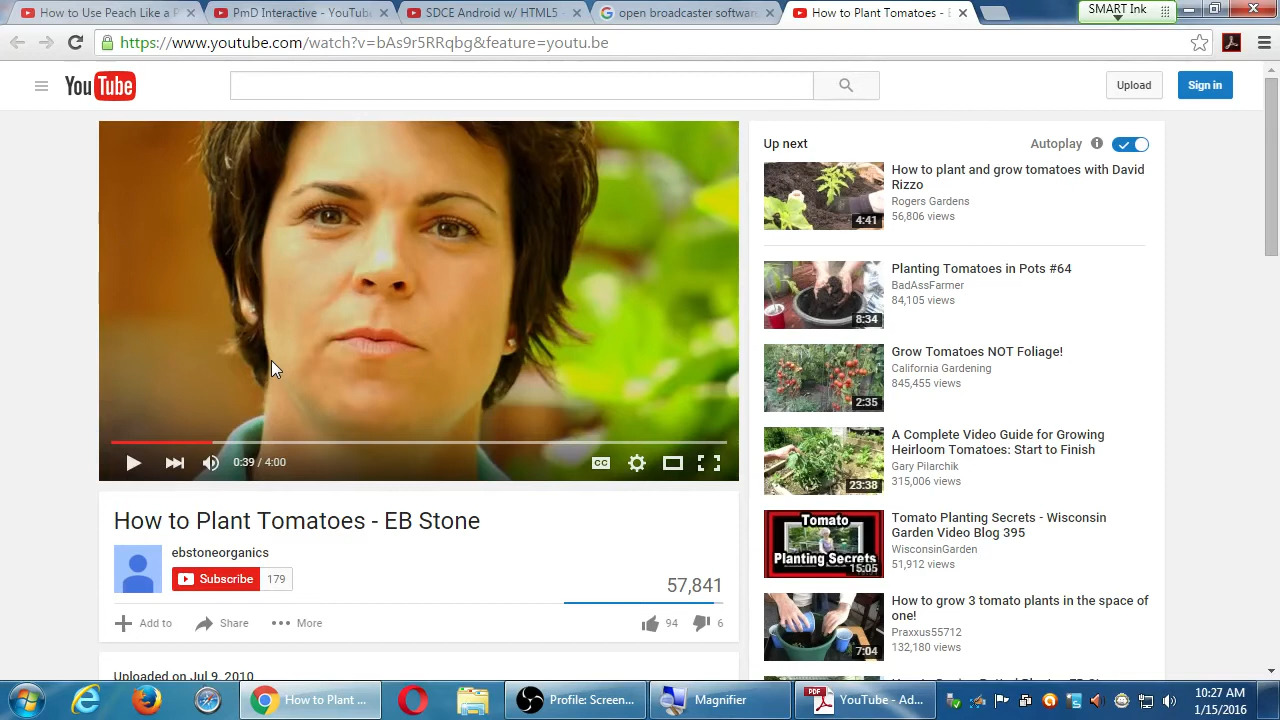 How to Use Peach Like a P
PmD Interactive - YouTub
SDCE Android w/ HTML5 -
open broadcaster software
How to Plant Tomatoes - E
SMART Ink
https://www.youtube.com/watch?v=bAs9r5RRqbg&feature=youtu.be
YouTube
Upload
Sign in
Up next
Autoplay
How to plant and grow tomatoes with David
Rizzo
Rogers Gardens
56,806 views
4:41
Planting Tomatoes in Pots #64
BadAssFarmer
84,105 views
8:34
Grow Tomatoes NOT Foliage!
California Gardening
845,455 views
2:35
A Complete Video Guide for Growing
Heirloom Tomatoes: Start to Finish
Gary Pilarchik
315,006 views
23:38
Tomato Planting Secrets - Wisconsin
Garden Video Blog 395
WisconsinGarden
51,912 views
Tomato
Planting Secrets
15:05
How to grow 3 tomato plants in the space of
one!
Praxxus55712
132,180 views
7:04
0:39 / 4:00
CC
How to Plant Tomatoes - EB Stone
ebstoneorganics
Subscribe
179
57,841
Add to
Share
More
94
6
Uploaded on Jul 9, 2010
How to Plant ...
Profile: Screen...
Magnifier
PDF
YouTube - Ad...
10:27 AM
1/15/2016